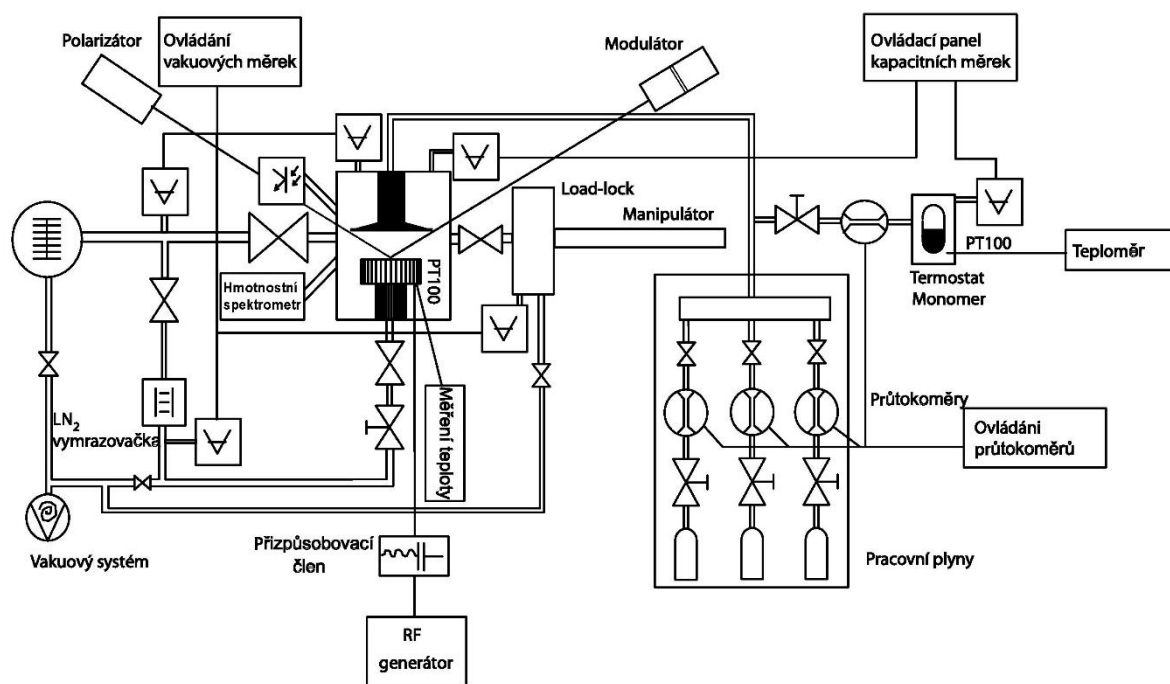 Polarizátor
Ovládání
vakuových měrek
Modulátor
Ovládací panel
kapacitních měrek
Load-lock
Manipulátor
PT100
Hmotnostní
spektrometr
PT100
Teploměr
Termostat
Monomer
LN2
vymrazovačka
Měření teploty
Průtokoměry
Ovládáni
průtokoměrů
Vakuový systém
Přizpůsobovací
člen
Pracovní plyny
RF
generátor